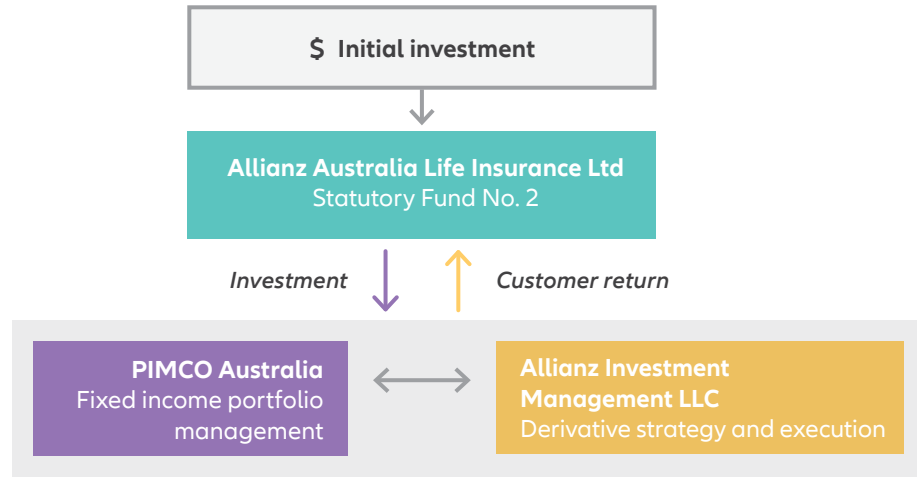 $ Initial investment
Allianz Australia Life Insurance Ltd
Statutory Fund No. 2
Investment
Customer return
PIMCO Australia
Fixed income portfolio
management
Allianz Investment
Management LLC
Derivative strategy and execution